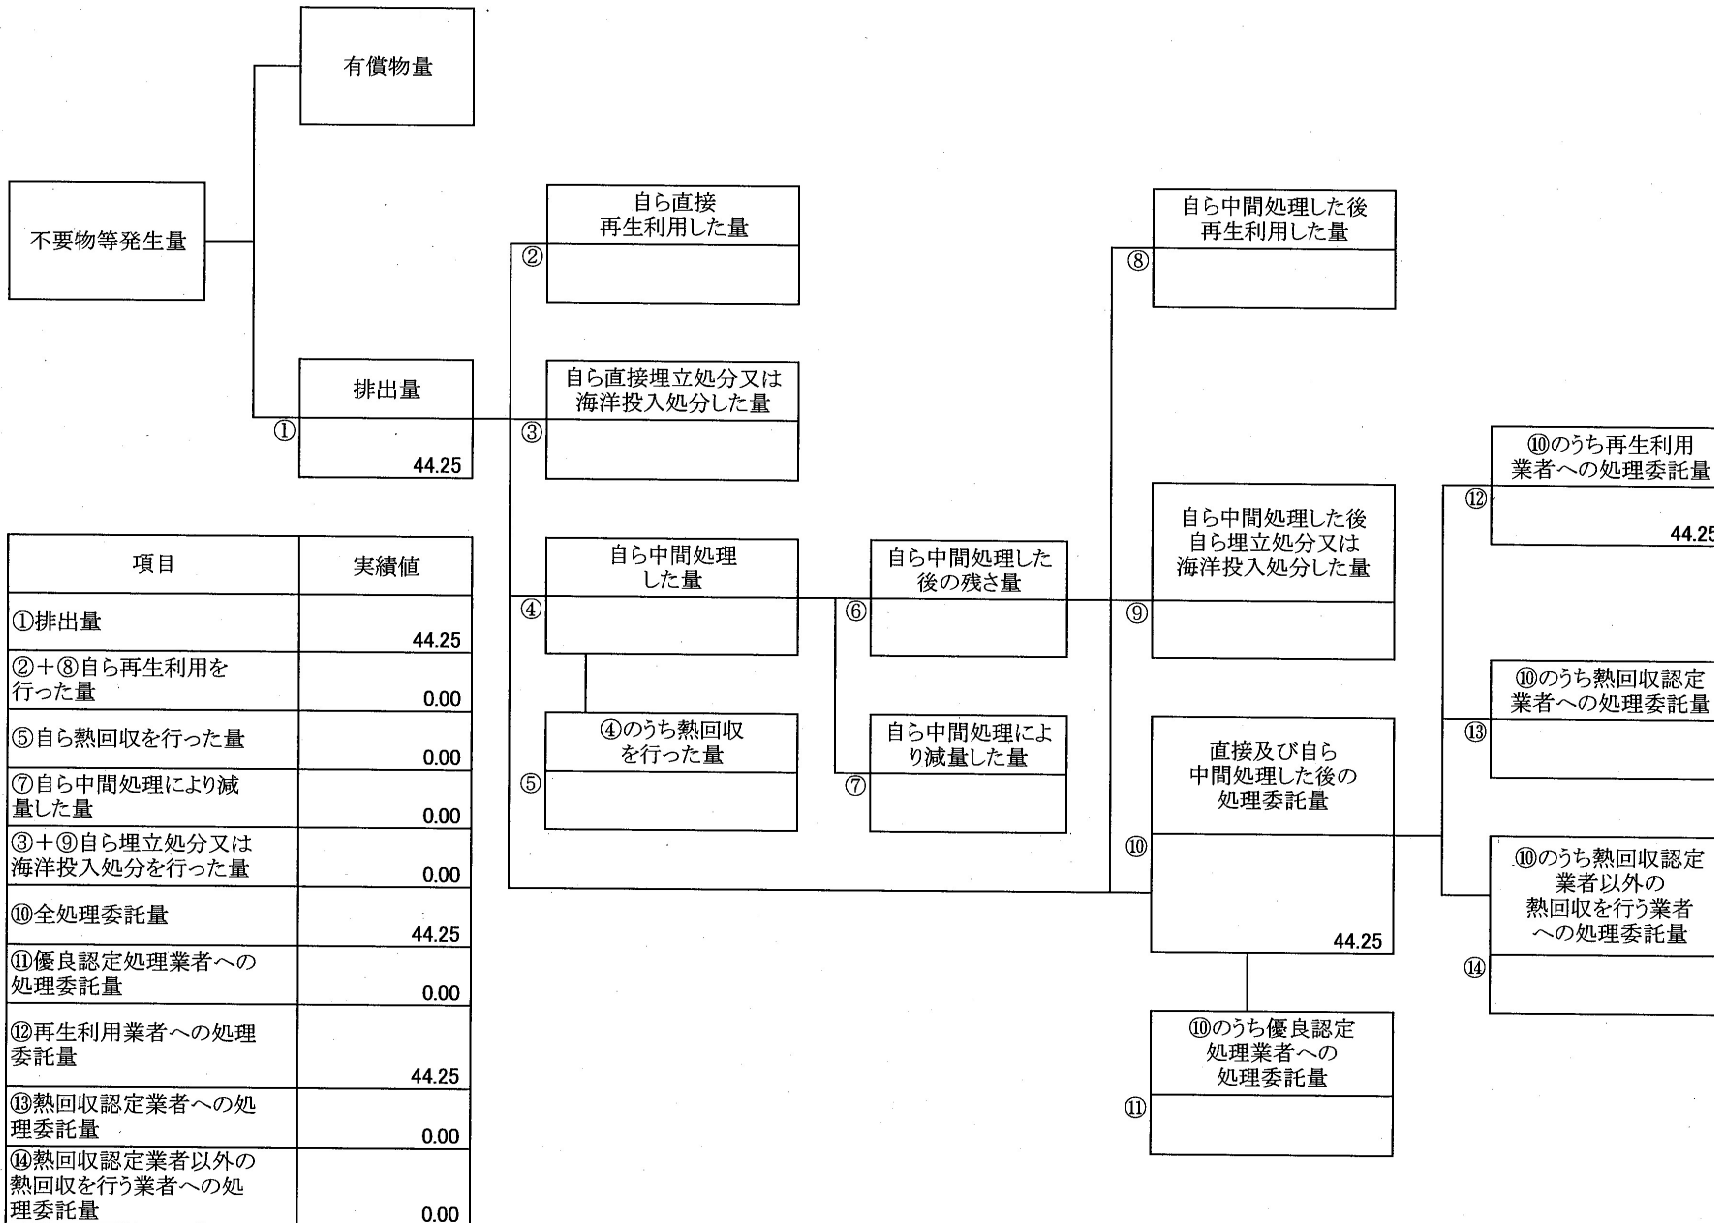 有償物量
不要物等発生量
排出量
①
44.25
自ら直接
再生利用した量
②
自ら直接埋立処分又は
海洋投入処分した量
③
自ら中間処理
した量
④
④のうち熱回収
を行った量
⑤
自ら中間処理した
後の残さ量
⑥
自ら中間処理によ
り減量した量
⑦
自ら中間処理した後
再生利用した量
⑧
自ら中間処理した後
自ら埋立処分又は
海洋投入処分した量
⑨
直接及び自ら
中間処理した後の
処理委託量
⑩
44.25
⑩のうち優良認定
処理業者への
処理委託量
⑪
⑩のうち再生利用
業者への処理委託量
⑫
44.25
⑩のうち熱回収認定
業者への処理委託量
⑬
⑩のうち熱回収認定
業者以外の
熱回収を行う業者
への処理委託量
⑭
項目
実績値
①排出量
44.25
②+⑧自ら再生利用を
行った量
0.00
⑤自ら熱回収を行った量
0.00
⑦自ら中間処理により減
量した量
0.00
③+⑨自ら埋立処分又は
海洋投入処分を行った量
0.00
⑩全処理委託量
44.25
⑪優良認定処理業者への
処理委託量
0.00
⑫再生利用業者への処理
委託量
44.25
⑬熱回収認定業者への処
理委託量
0.00
⑭熱回収認定業者以外の
熱回収を行う業者への処
理委託量
0.00